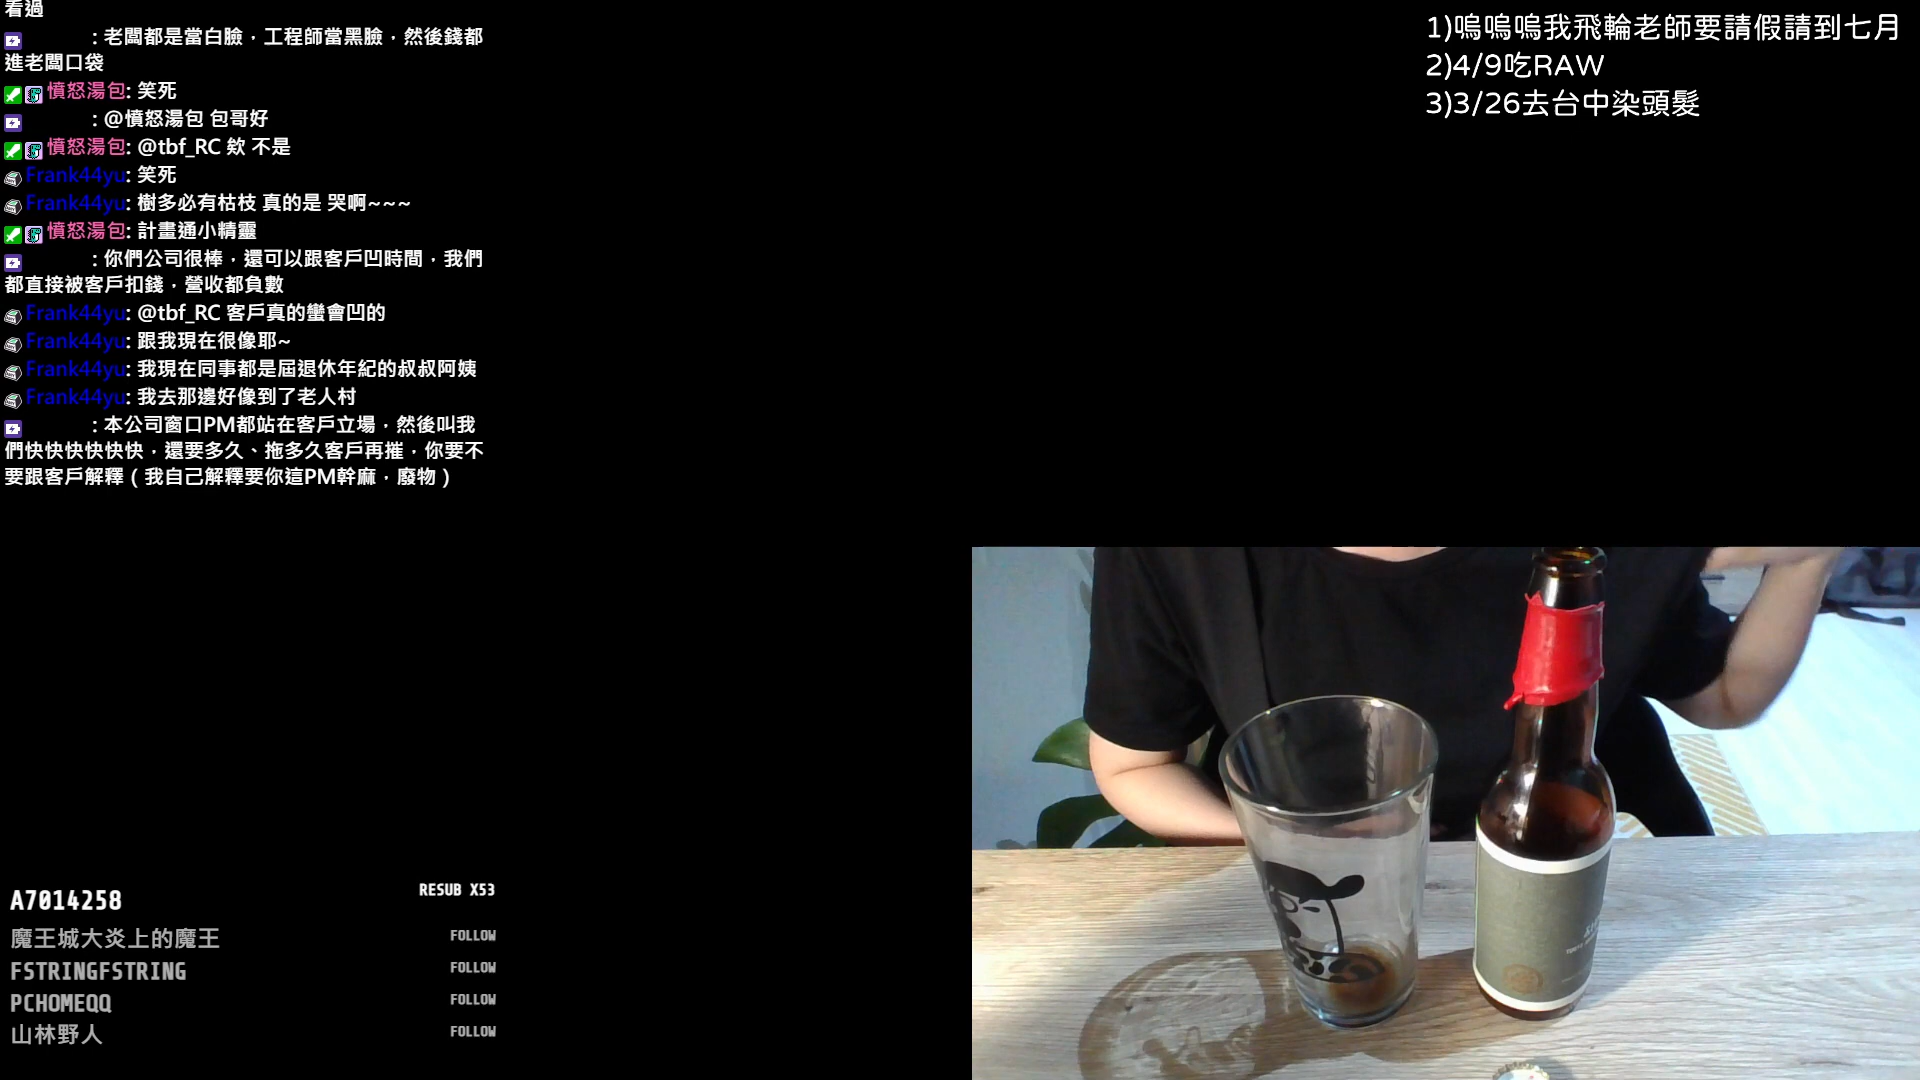 看過
: 老闆都是當白臉，工程師當黑臉，然後錢都
進老闆口袋
憤怒湯包: 笑死
: @憤怒湯包 包哥好
憤怒湯包: @tbf_RC 欸 不是
Frank44yu: 笑死
Frank44yu: 樹多必有枯枝 真的是 哭啊~~~
憤怒湯包: 計畫通小精靈
: 你們公司很棒，還可以跟客戶凹時間，我們
都直接被客戶扣錢，營收都負數
Frank44yu: @tbf_RC 客戶真的蠻會凹的
Frank44yu: 跟我現在很像耶~
Frank44yu: 我現在同事都是屆退休年紀的叔叔阿姨
Frank44yu: 我去那邊好像到了老人村
: 本公司窗口PM都站在客戶立場，然後叫我
們快快快快快快，還要多久、拖多久客戶再摧，你要不
要跟客戶解釋 ( 我自己解釋要你這PM幹麻，廢物 )
1)嗚嗚嗚我飛輪老師要請假請到七月
2)4/9吃RAW
3)3/26去台中染頭髮
A7014258 RESUB X53
魔王城大炎上的魔王 FOLLOW
FSTRINGFSTRING FOLLOW
PCHOMEQQ FOLLOW
山林野人 FOLLOW